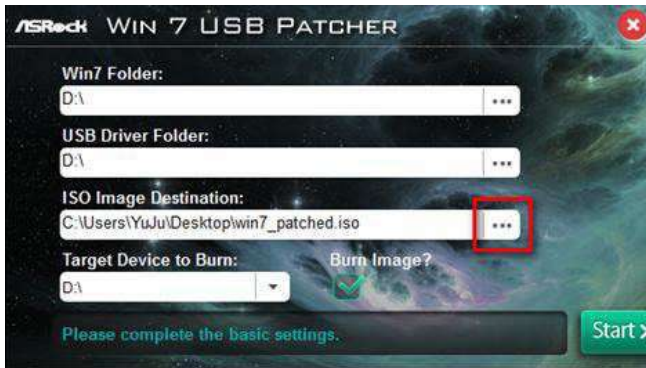 ASRock WIN 7 USB PATCHER
Win7 Folder:
D:\
...
USB Driver Folder:
D:\
...
ISO Image Destination:
C:\Users\YuJu\Desktop\win7_patched.iso
...
Target Device to Burn:
Burn Image?
D:\
Please complete the basic settings.
Start